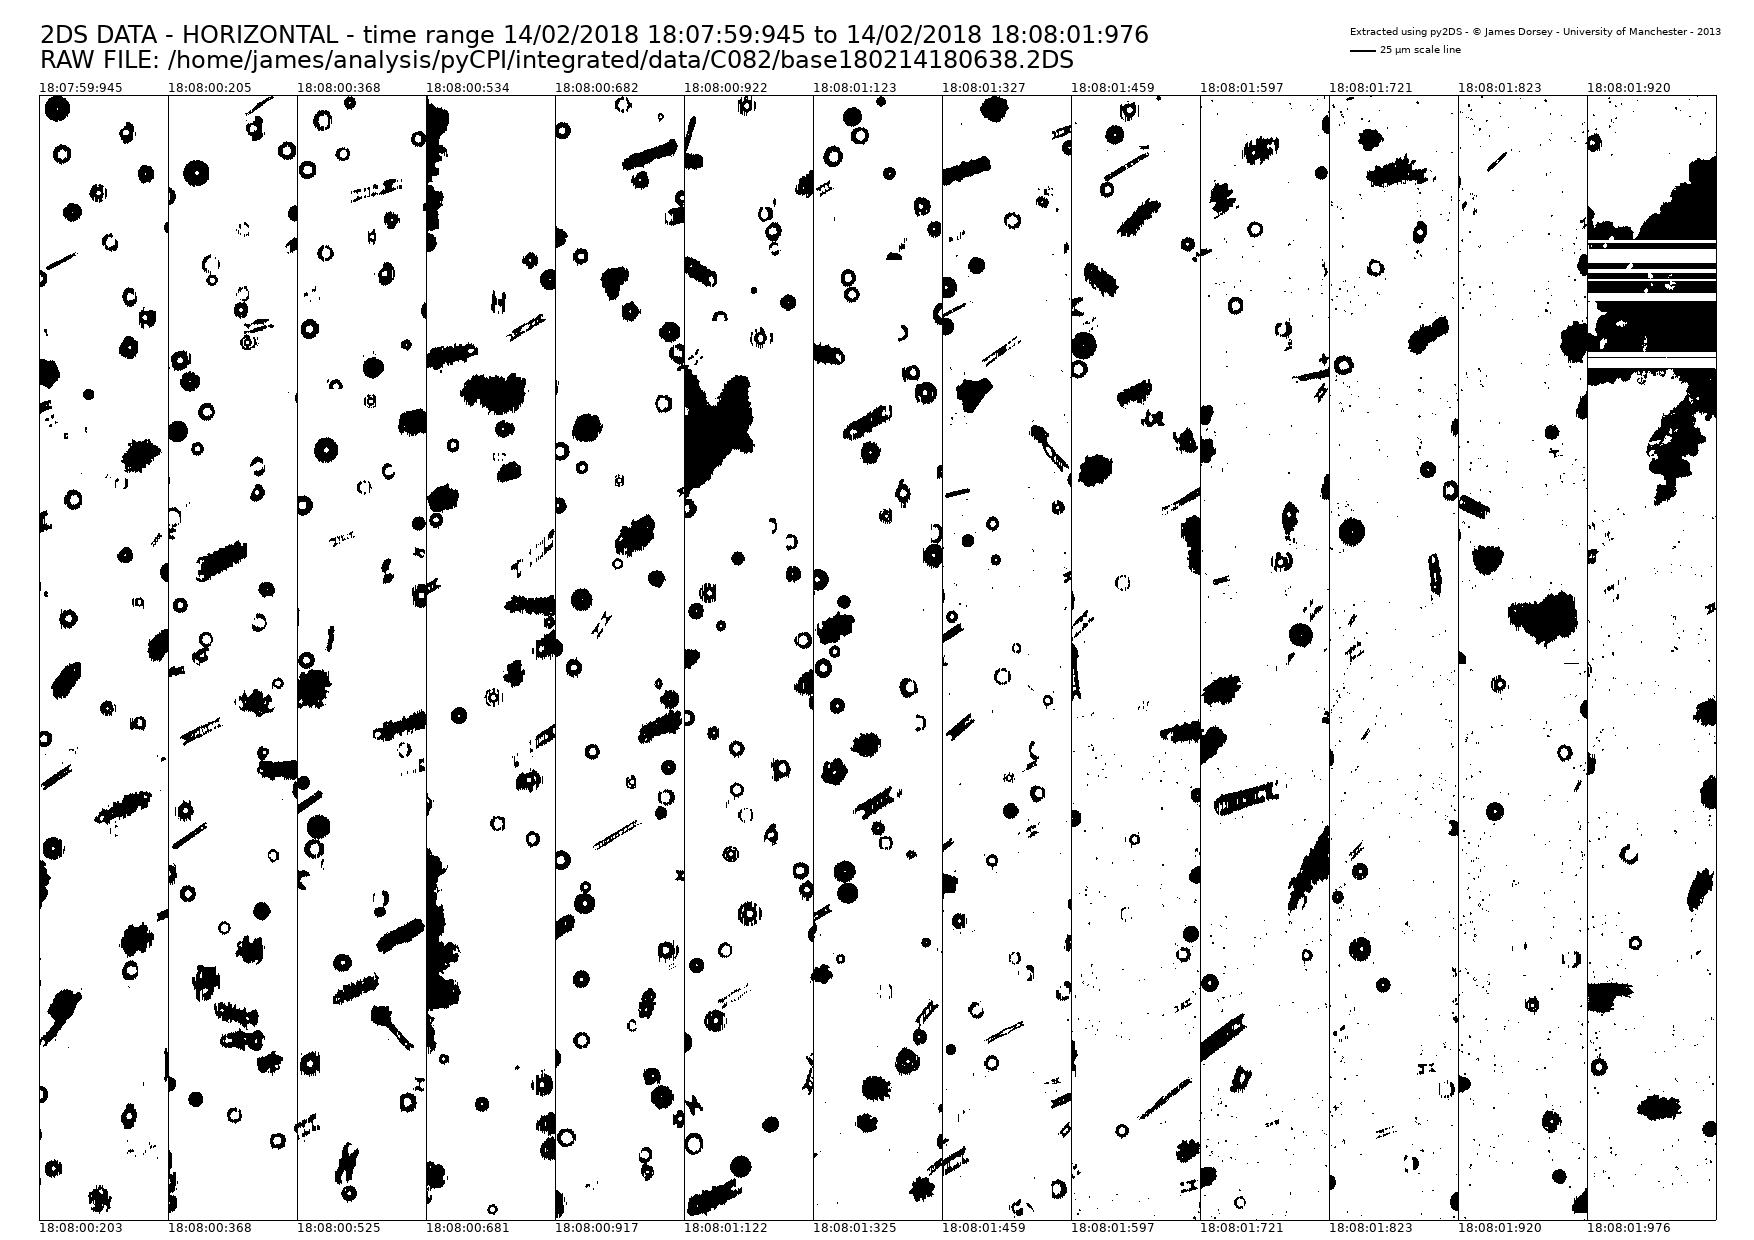 2DS DATA - HORIZONTAL - time range 14/02/2018 18:07:59:945 to 14/02/2018 18:08:01:976
RAW FILE: /home/james/analysis/pyCPI/integrated/data/C082/base180214180638.2DS
Extracted using py2DS - © James Dorsey - University of Manchester - 2013
25 μm scale line
18:07:59:945 18:08:00:205 18:08:00:368 18:08:00:534 18:08:00:682 18:08:00:922 18:08:01:123 18:08:01:327 18:08:01:459 18:08:01:597 18:08:01:721 18:08:01:823 18:08:01:920
18:08:00:203 18:08:00:368 18:08:00:525 18:08:00:681 18:08:00:917 18:08:01:122 18:08:01:325 18:08:01:459 18:08:01:597 18:08:01:721 18:08:01:823 18:08:01:920 18:08:01:976